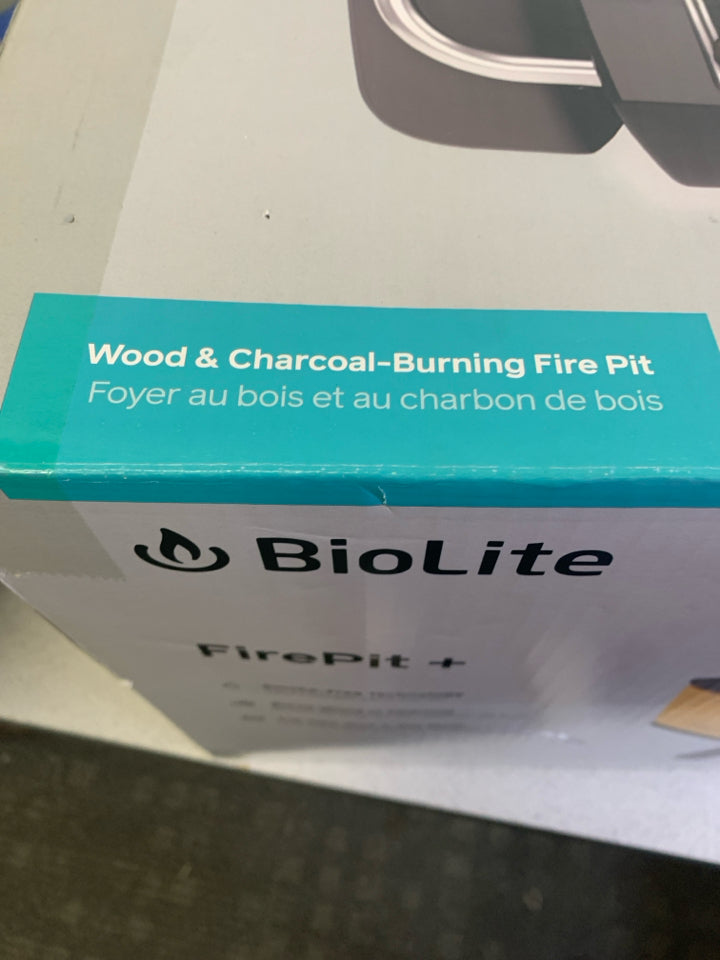 Wood & Charcoal-Burning Fire Pit
Foyer au bois et au charbon de bois
BioLite
FirePit +